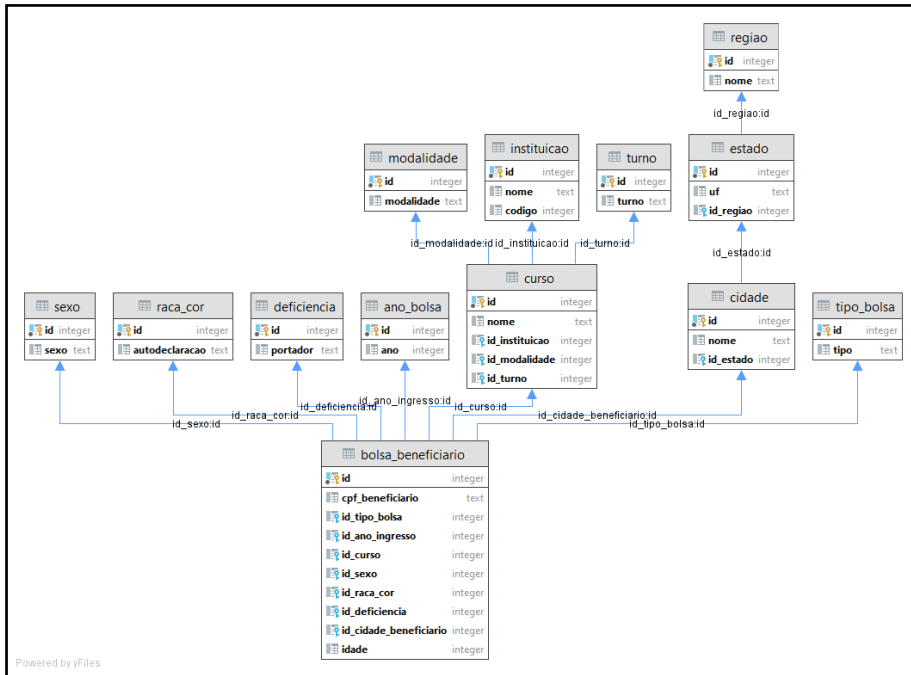 regiao
id integer
nome text
id_regiao:id
modalidade
id integer
modalidade text
instituicao
id integer
nome text
codigo integer
turno
id integer
turno text
estado
id integer
uf text
id_regiao integer
id_modalidade:id
id_instituicao:id
id_turno:id
id_estado:id
sexo
id integer
sexo text
raca_cor
id integer
autodeclaracao text
deficiencia
id integer
portador text
ano_bolsa
id integer
ano integer
curso
id integer
nome text
id_instituicao integer
id_modalidade integer
id_turno integer
cidade
id integer
nome text
id_estado integer
tipo_bolsa
id integer
tipo text
id_sexo:id
id_raca_cor:id
id_deficiencia:id
id_ano_ingresso:id
id_curso:id
id_cidade_beneficiario:id
id_tipo_bolsa:id
bolsa_beneficiario
id integer
cpf_beneficiario text
id_tipo_bolsa integer
id_ano_ingresso integer
id_curso integer
id_sexo integer
id_raca_cor integer
id_deficiencia integer
id_cidade_beneficiario integer
idade integer
Powered by yFiles